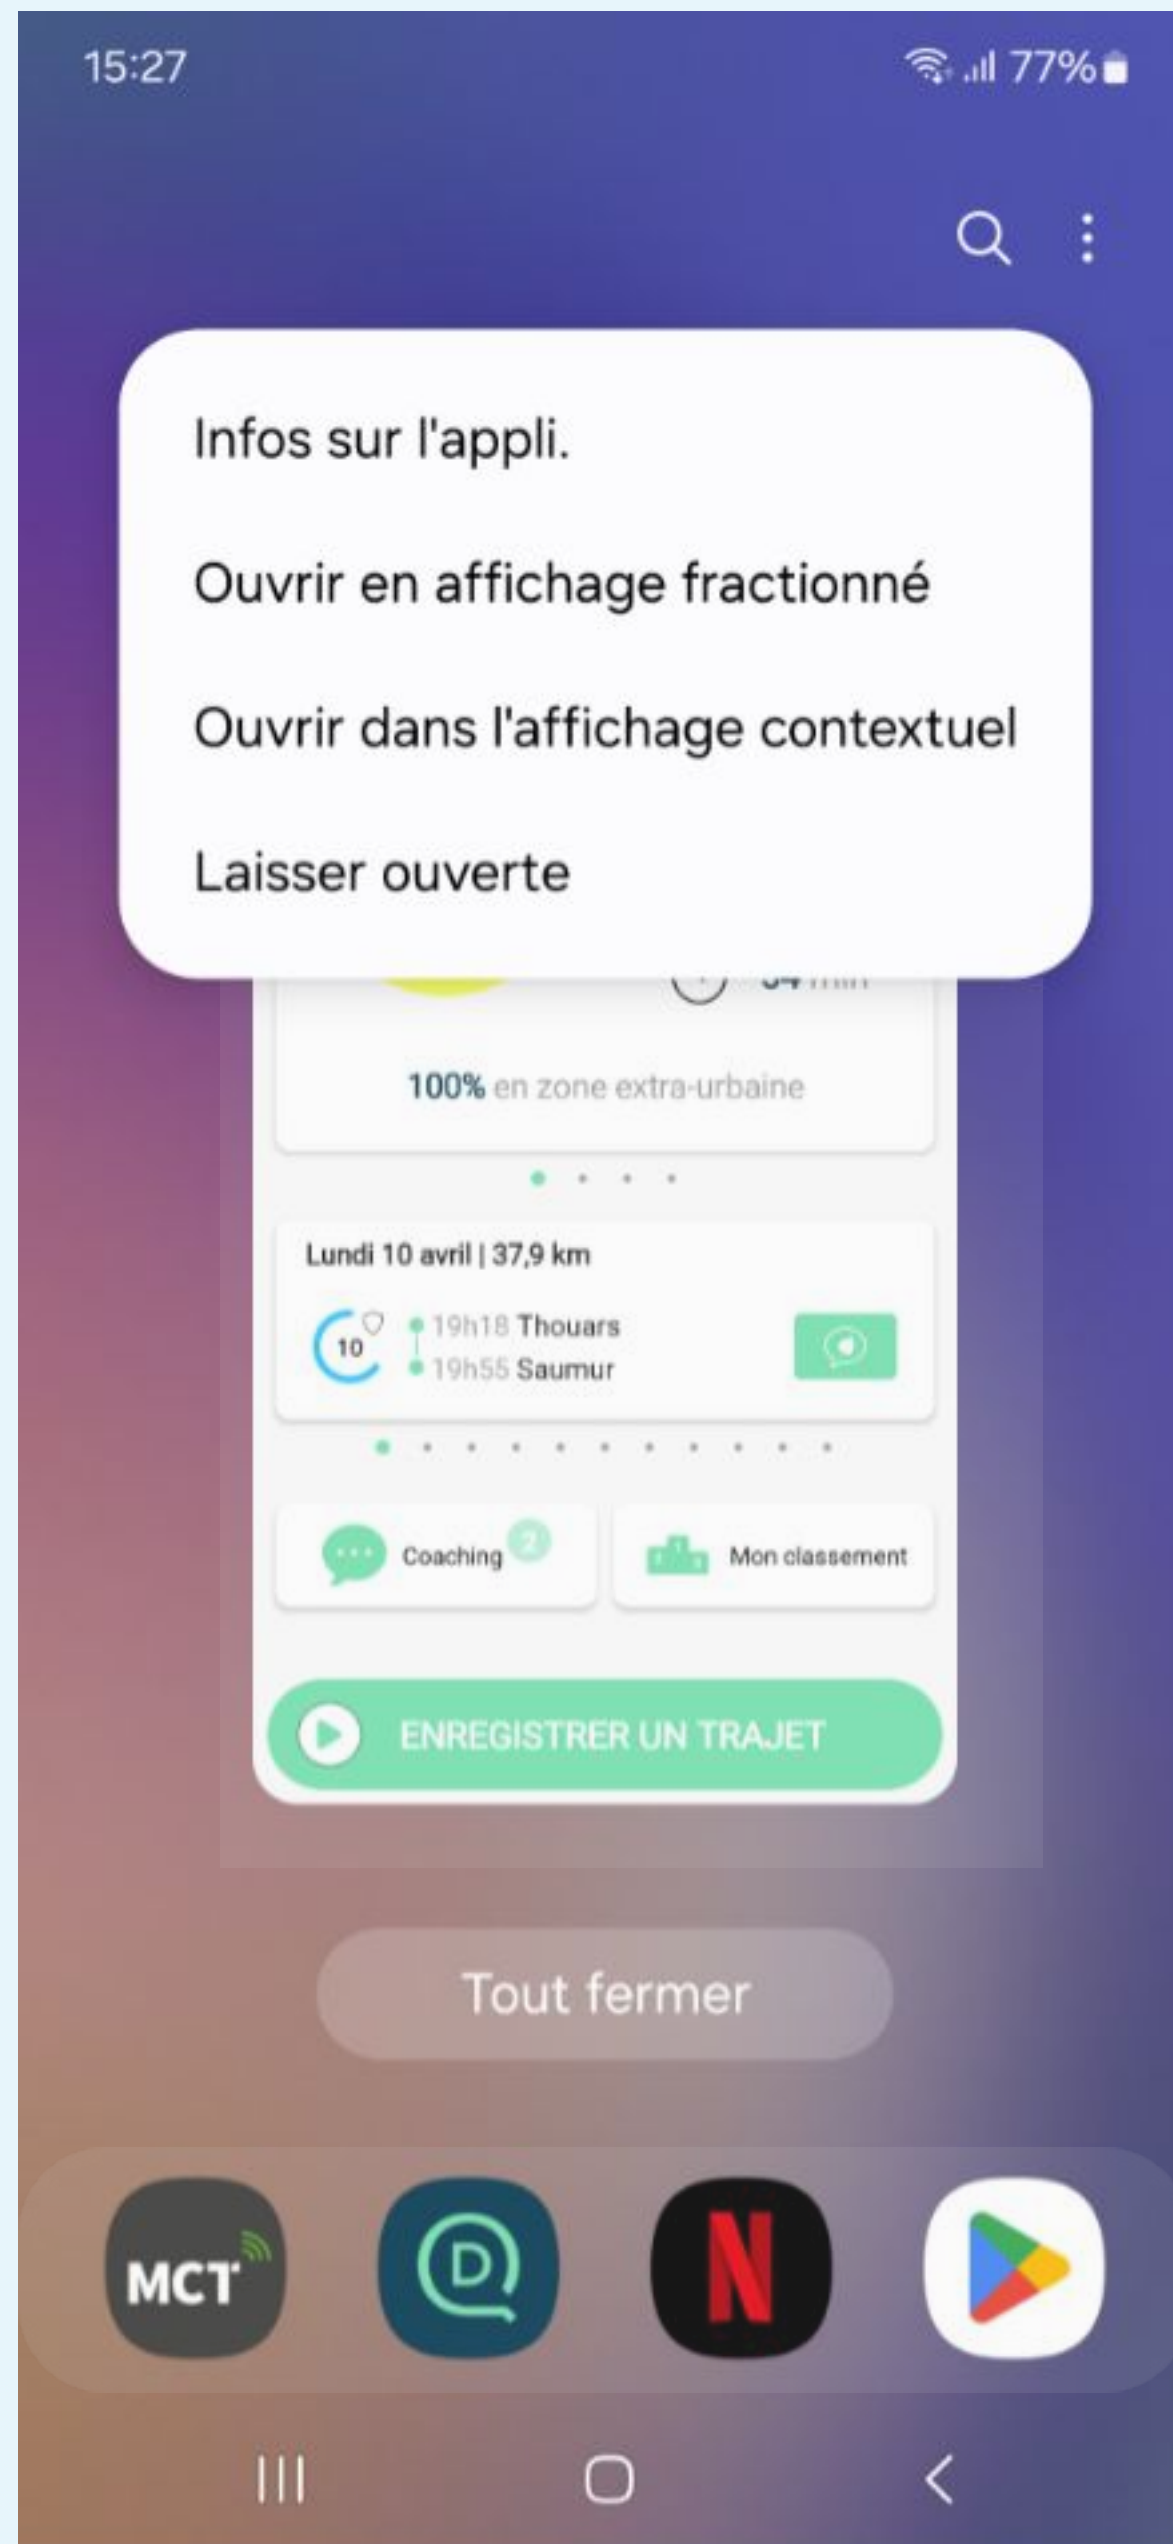 15:27 77%
Infos sur l'appli.
Ouvrir en affichage fractionné
Ouvrir dans l'affichage contextuel
Laisser ouverte
100% en zone extra-urbaine
Lundi 10 avril | 37,9 km
10
19h18 Thouars
19h55 Saumur
Coaching 2
Mon classement
ENREGISTRER UN TRAJET
Tout fermer
MCT D N